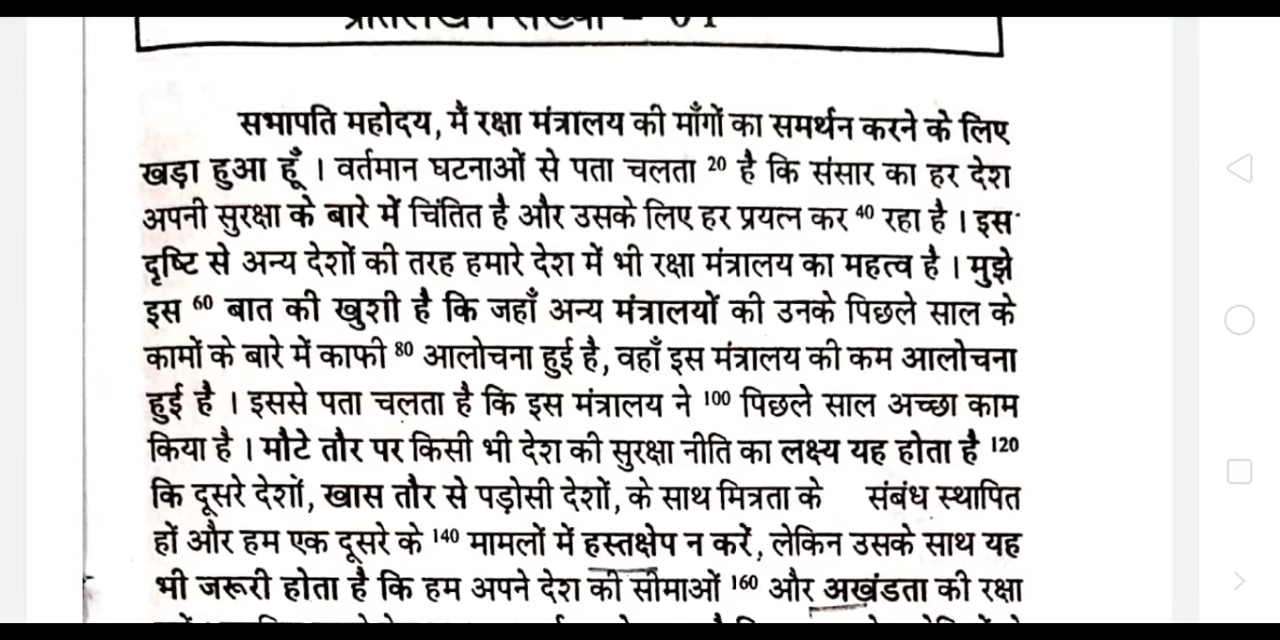 प्रतिलेखन संख्या – 01
सभापति महोदय, मैं रक्षा मंत्रालय की माँगों का समर्थन करने के लिए
खड़ा हुआ हूँ । वर्तमान घटनाओं से पता चलता 20 है कि संसार का हर देश
अपनी सुरक्षा के बारे में चिंतित है और उसके लिए हर प्रयत्न कर 40 रहा है । इस
दृष्टि से अन्य देशों की तरह हमारे देश में भी रक्षा मंत्रालय का महत्व है । मुझे
इस 60 बात की खुशी है कि जहाँ अन्य मंत्रालयों की उनके पिछले साल के
कामों के बारे में काफी 80 आलोचना हुई है, वहाँ इस मंत्रालय की कम आलोचना
हुई है । इससे पता चलता है कि इस मंत्रालय ने 100 पिछले साल अच्छा काम
किया है । मौटे तौर पर किसी भी देश की सुरक्षा नीति का लक्ष्य यह होता है 120
कि दूसरे देशों, खास तौर से पड़ोसी देशों, के साथ मित्रता के संबंध स्थापित
हों और हम एक दूसरे के 140 मामलों में हस्तक्षेप न करें, लेकिन उसके साथ यह
भी जरूरी होता है कि हम अपने देश की सीमाओं 160 और अखंडता की रक्षा